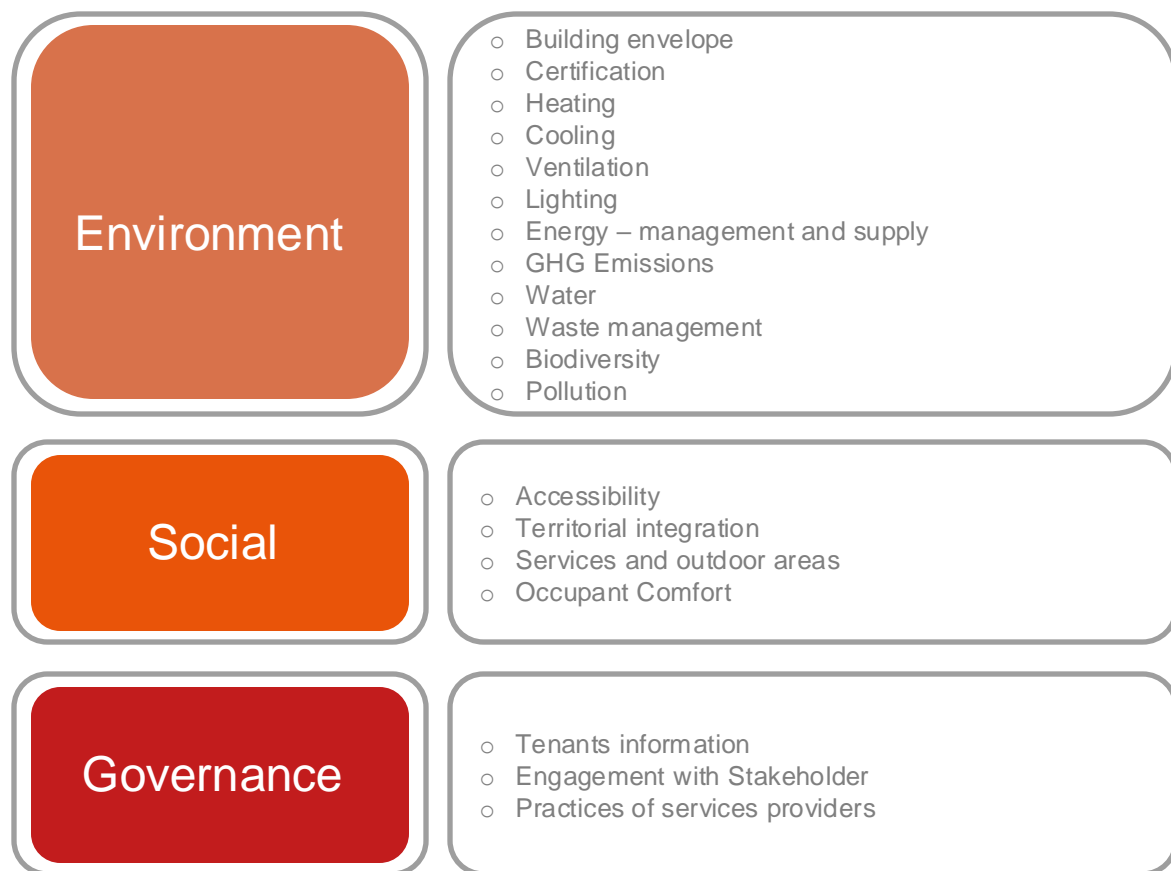 Environment
o Building envelope
o Certification
o Heating
o Cooling
o Ventilation
o Lighting
o Energy – management and supply
o GHG Emissions
o Water
o Waste management
o Biodiversity
o Pollution
Social
o Accessibility
o Territorial integration
o Services and outdoor areas
o Occupant Comfort
Governance
o Tenants information
o Engagement with Stakeholder
o Practices of services providers